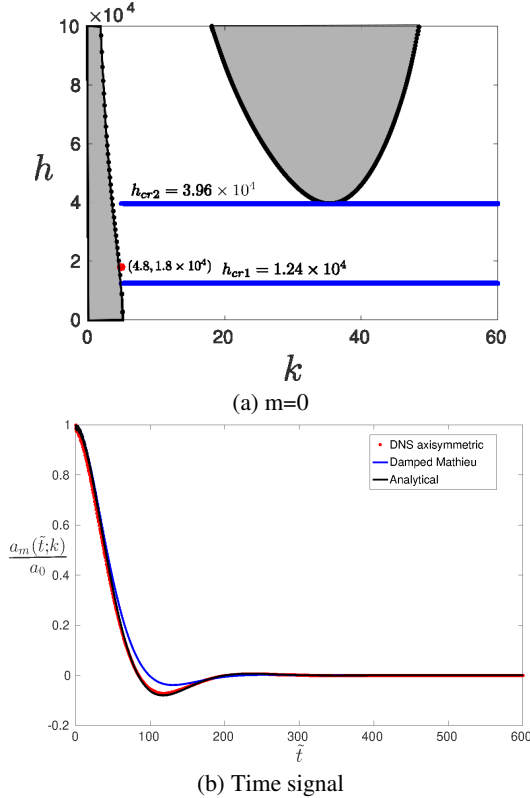 ×10⁴
10
8
6
4
2
0
h
h_cr2 = 3.96 × 10⁴
(4.8, 1.8 × 10⁴) h_cr1 = 1.24 × 10⁴
0 20 40 60
k
(a) m=0
1
0.8
0.6
0.4
0.2
0
-0.2
a_m(t̃;k)
a_0
DNS axisymmetric
Damped Mathieu
Analytical
0 100 200 300 400 500 600
t̃
(b) Time signal